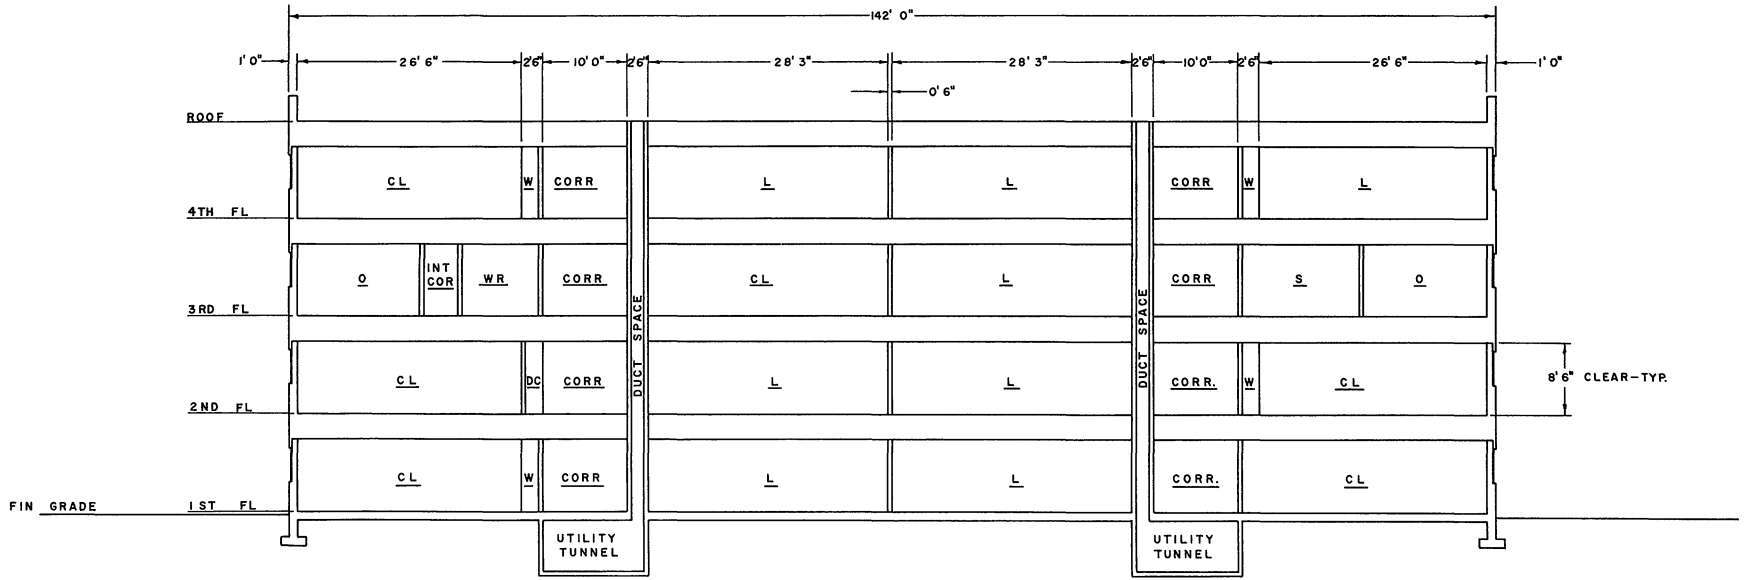 142' 0"
1' 0" 26' 6" 2'6" 10' 0" 2'6" 28' 3" 28' 3" 2'6" 10'0" 2'6" 26' 6" 1' 0"
0' 6"
ROOF
CL W CORR L L CORR W L
4TH FL
O INT COR WR CORR CL L CORR S O
3RD FL
DUCT SPACE DUCT SPACE
CL DC CORR L L CORR. W CL
8' 6" CLEAR-TYP.
2ND FL
CL W CORR L L CORR. CL
FIN GRADE 1ST FL
UTILITY TUNNEL UTILITY TUNNEL